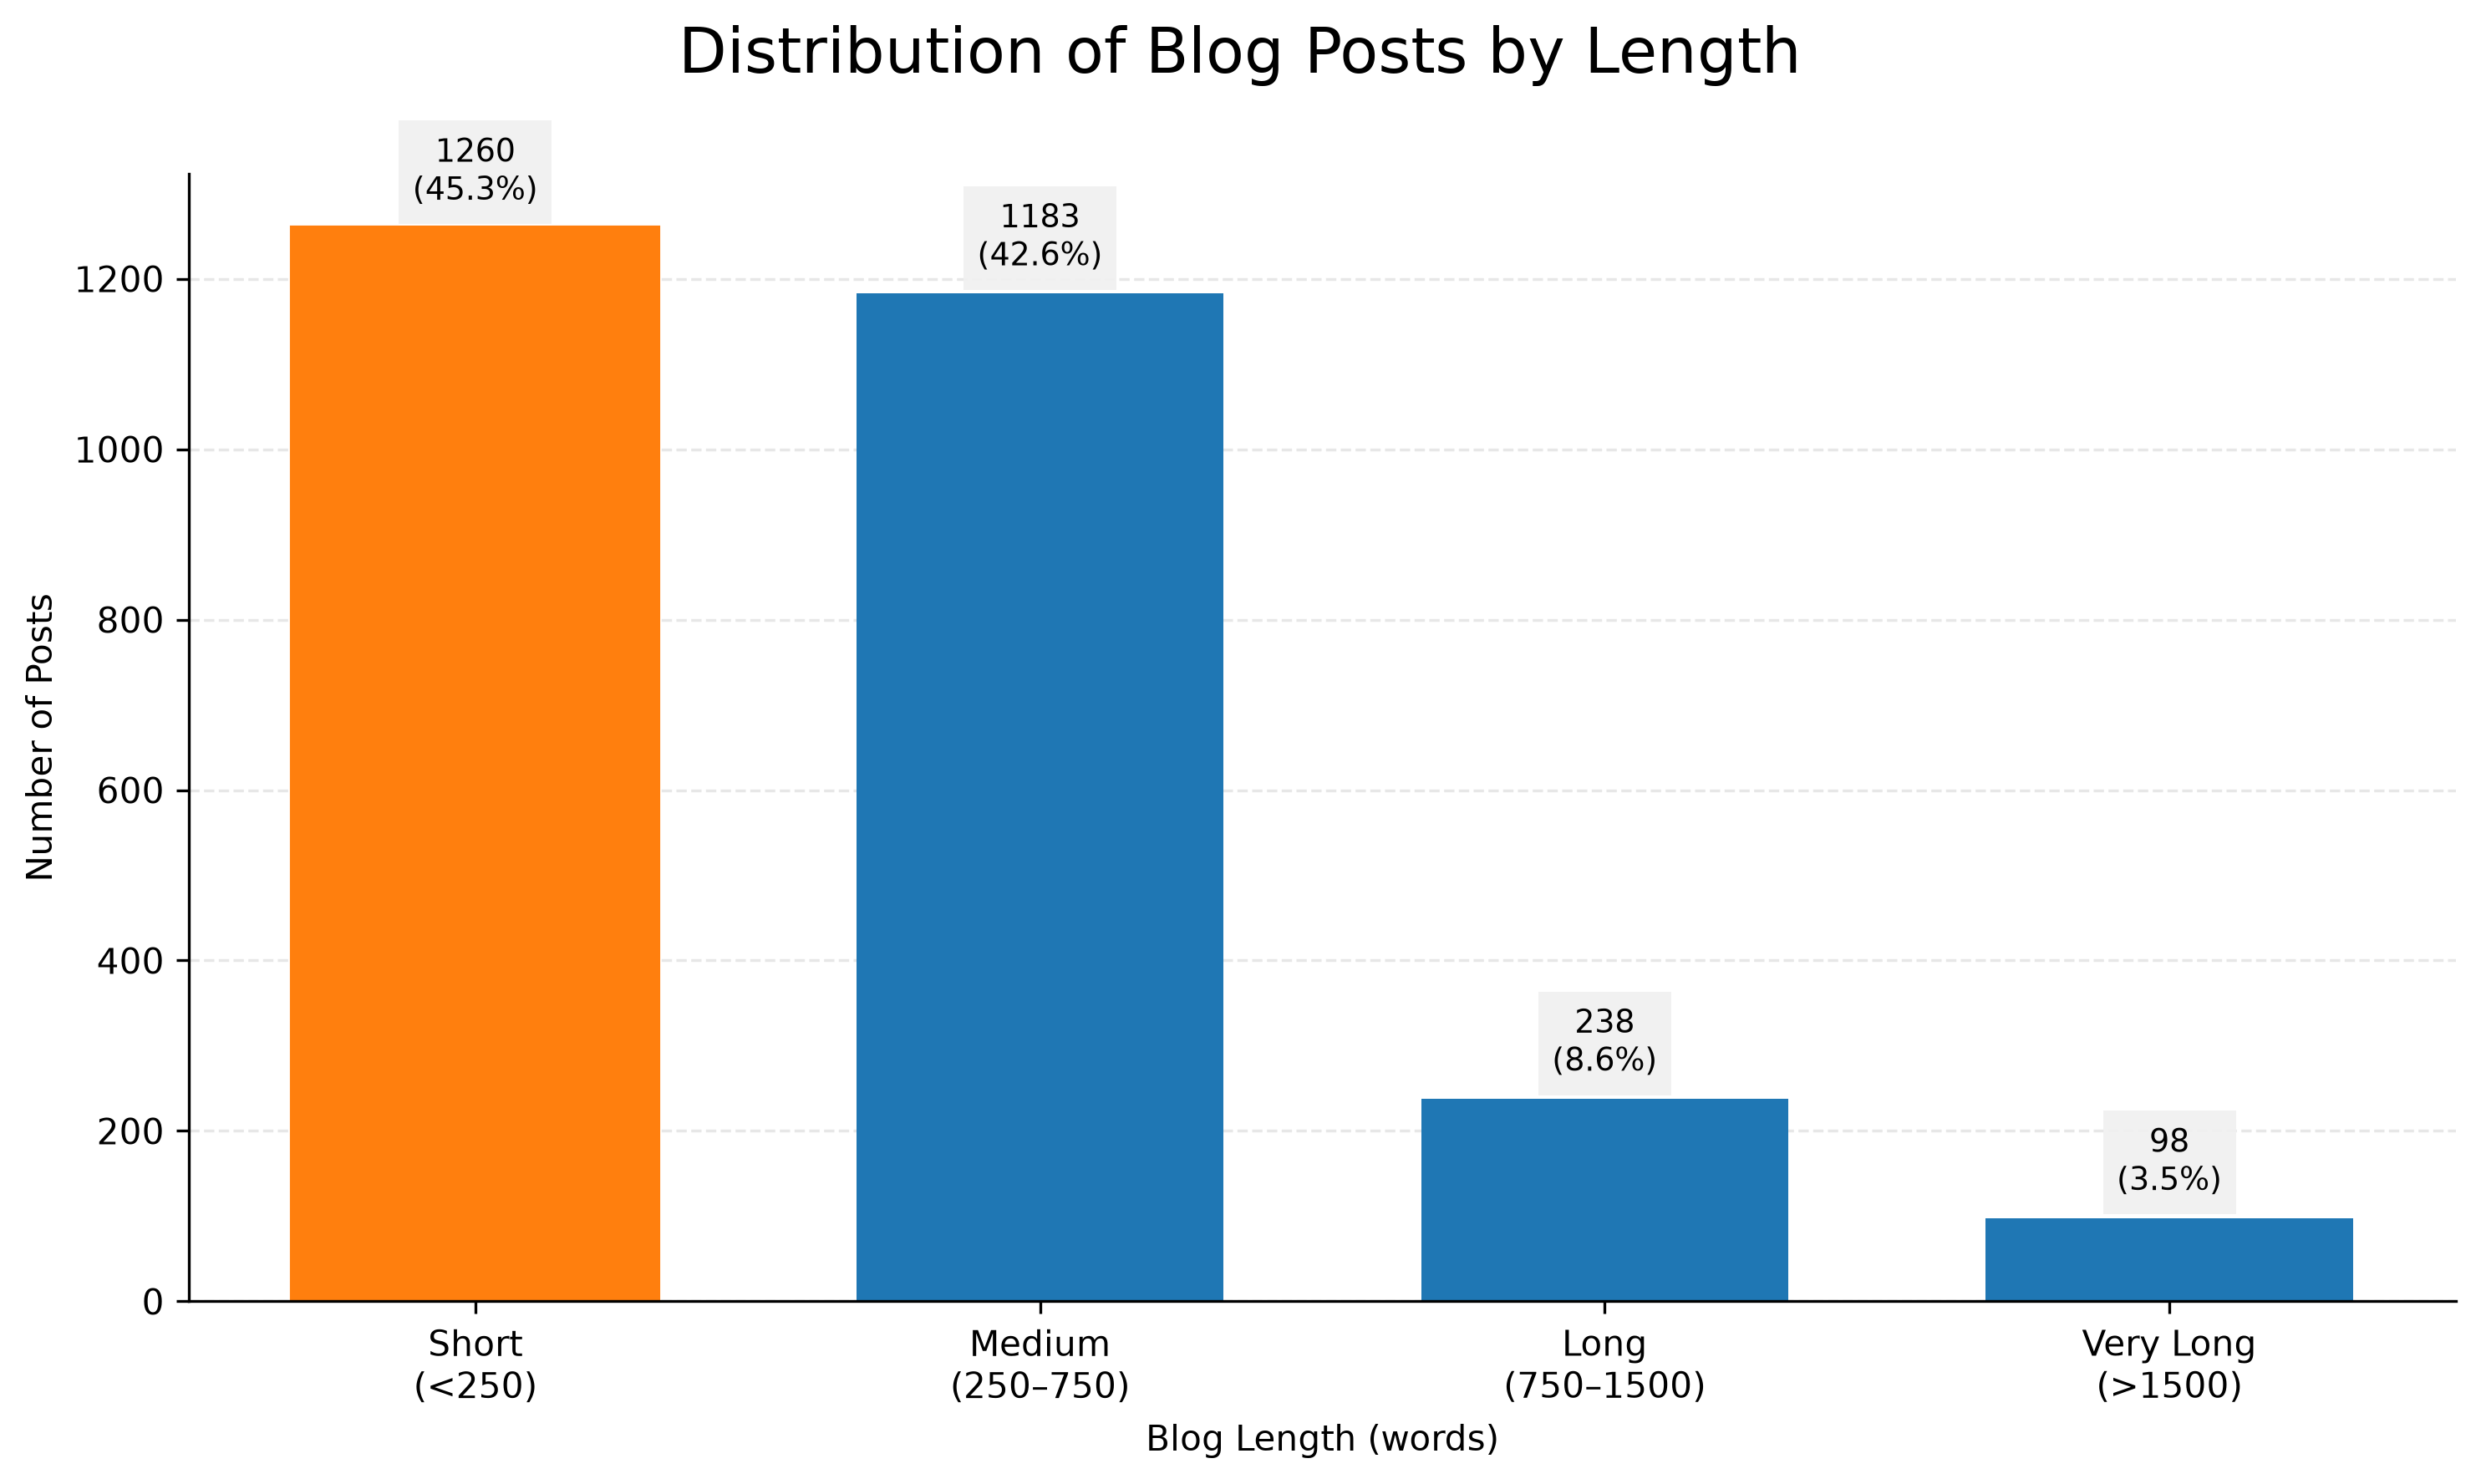 Distribution of Blog Posts by Length
1260
(45.3%)
1183
(42.6%)
238
(8.6%)
98
(3.5%)
Number of Posts
1200
1000
800
600
400
200
0
Short
(<250)
Medium
(250–750)
Long
(750–1500)
Very Long
(>1500)
Blog Length (words)